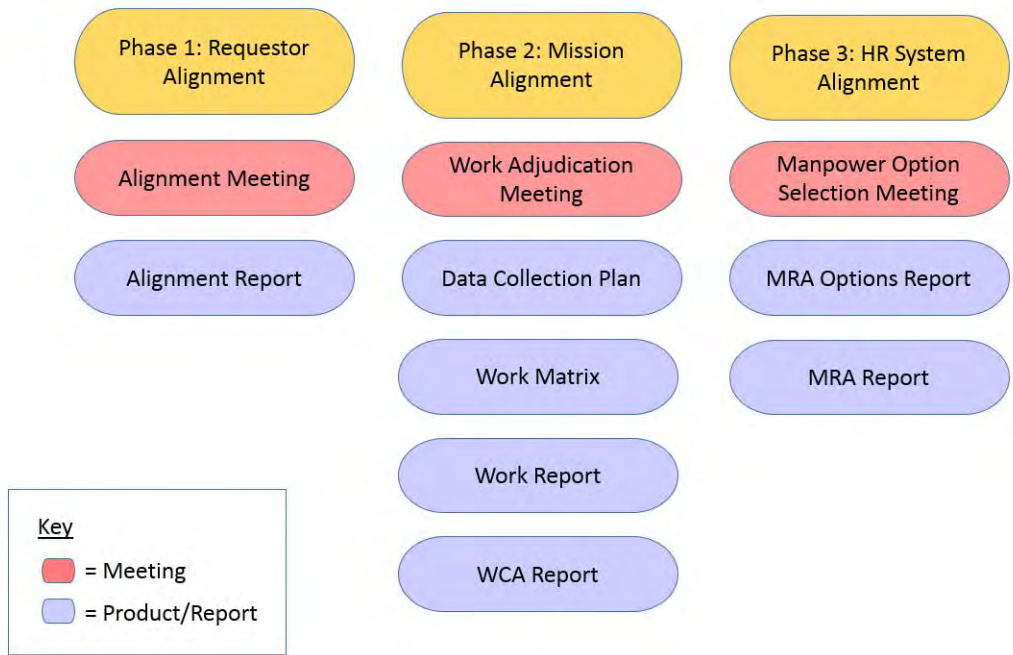 Phase 1: Requestor
Alignment
Alignment Meeting
Alignment Report
Phase 2: Mission
Alignment
Work Adjudication
Meeting
Data Collection Plan
Work Matrix
Work Report
WCA Report
Phase 3: HR System
Alignment
Manpower Option
Selection Meeting
MRA Options Report
MRA Report
Key
= Meeting
= Product/Report